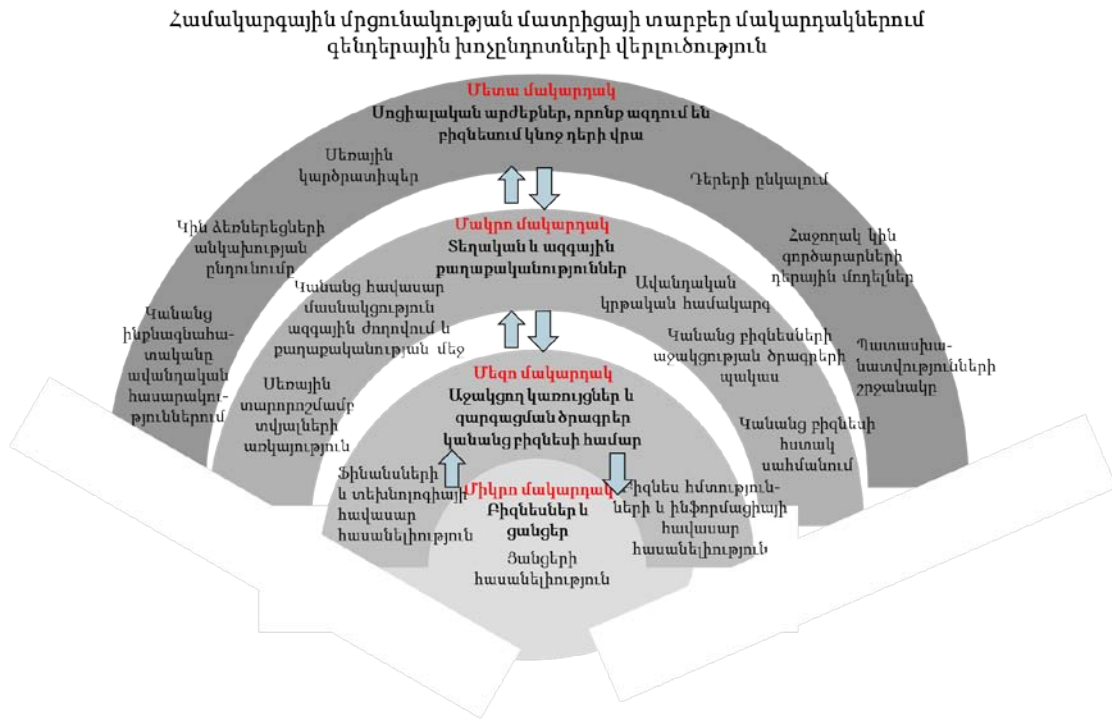 Համակարգային մրցունակության մատրիցայի տարբեր մակարդակներում
գենդերային խոչընդոտների վերլուծություն
Մետա մակարդակ
Սոցիալական արժեքներ, որոնք ազդում են
բիզնեսում կնոջ դերի վրա
Սեռային
կարծրատիպեր
Դերերի ընկալում
Կին ձեռներեցների
անկախության
ընդունումը
Հաջողակ կին
գործարարների
դերային մոդելներ
Կանանց
ինքնագնահա-
տականը
ավանդական
հասարակու-
թյուններում
Պատասխա-
նատվությունների
շրջանակը
Մակրո մակարդակ
Տեղական և ազգային
քաղաքականություններ
Կանանց հավասար
մասնակցություն
ազգային ժողովում և
քաղաքականության մեջ
Ավանդական
կրթական համակարգ
Սեռային
տարորոշմամբ
տվյալների
առկայություն
Կանանց բիզնեսների
աջակցության ծրագրերի
պակաս
Կանանց բիզնեսի
հստակ
սահմանում
Մեզո մակարդակ
Աջակցող կառույցներ և
զարգացման ծրագրեր
կանանց բիզնեսի համար
Ֆինանսների
և տեխնոլոգիայի
հավասար
հասանելիություն
Բիզնես հմտություն-
ների և ինֆորմացիայի
հավասար
հասանելիություն
Միկրո մակարդակ
Բիզնեսներ և
ցանցեր
Ցանցերի
հասանելիություն